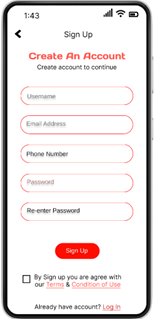 1:43
Sign Up
Create An Account
Create account to continue
Username
Email Address
Phone Number
Password
Re-enter Password
Sign Up
By Sign up you are agree with
our Terms & Condition of Use
Already have account? Log in